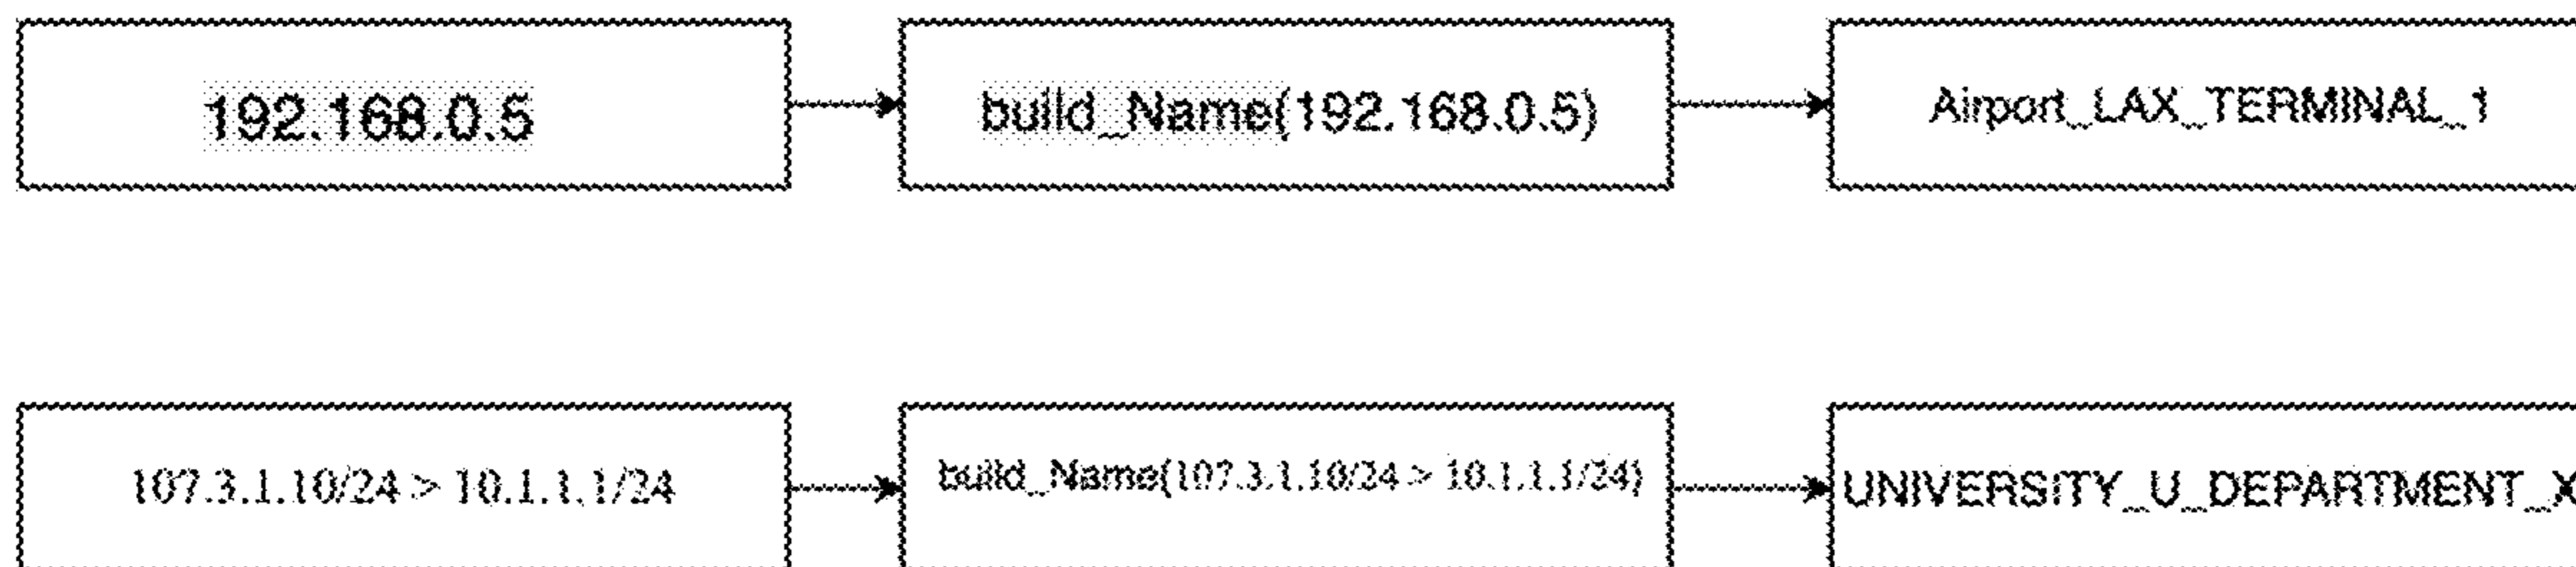 192.168.0.5
build_Name(192.168.0.5)
Airport_LAX_TERMINAL_1
107.3.1.10/24 > 10.1.1.1/24
build_Name(107.3.1.10/24 > 10.1.1.1/24)
UNIVERSITY_U_DEPARTMENT_X